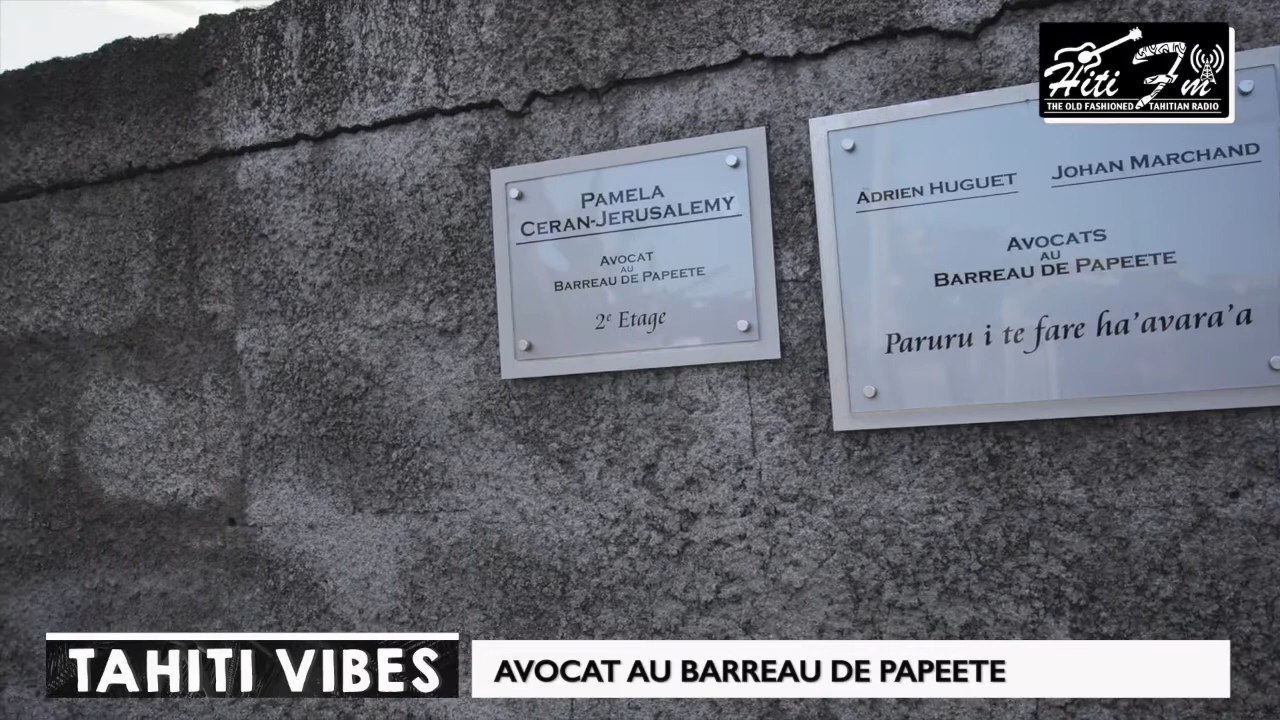 Hiti Fm
THE OLD FASHIONED TAHITIAN RADIO
PAMELA
CERAN-JERUSALEMY
AVOCAT
AU
BARREAU DE PAPEETE
2e Etage
ADRIEN HUGUET
JOHAN MARCHAND
AVOCATS
AU
BARREAU DE PAPEETE
Paruru i te fare ha'avara'a
TAHITI VIBES
AVOCAT AU BARREAU DE PAPEETE